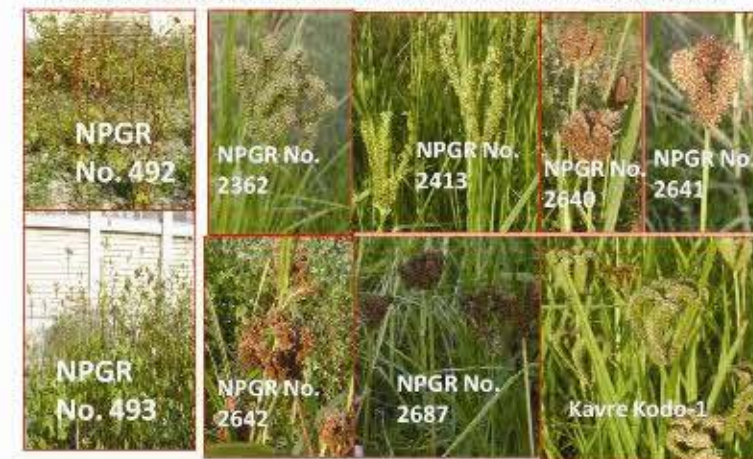 NPGR
No. 492
NPGR No.
2362
NPGR No.
2413
NPGR No.
2640
NPGR No.
2641
NPGR
No. 493
NPGR No.
2642
NPGR No.
2687
Kavre Kodo-1